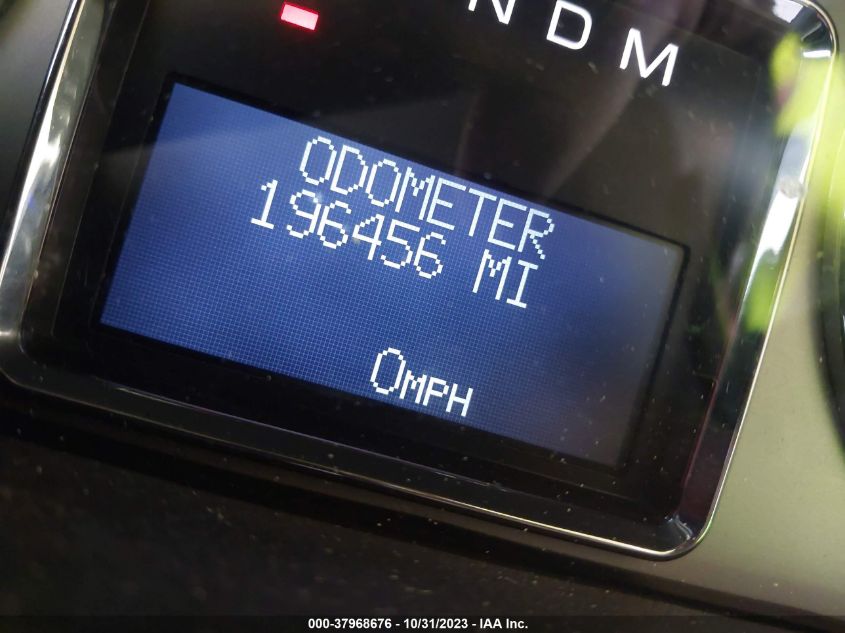 N D M
ODOMETER
196456 MI
0MPH
000-37968676 - 10/31/2023 - IAA Inc.